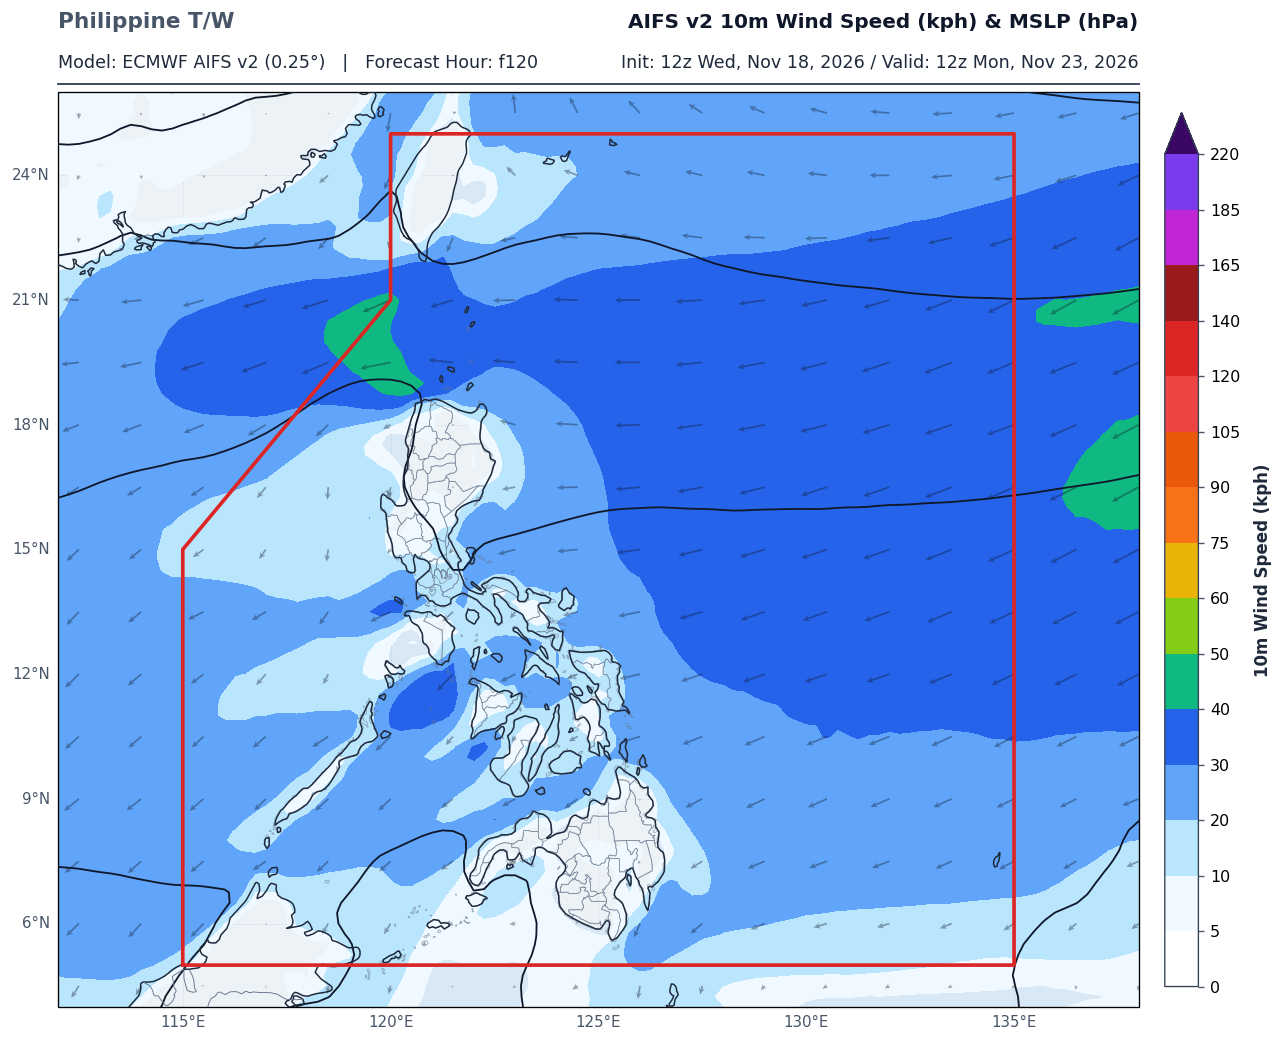 Philippine T/W
AIFS v2 10m Wind Speed (kph) & MSLP (hPa)
Model: ECMWF AIFS v2 (0.25°) | Forecast Hour: f120
Init: 12z Wed, Nov 18, 2026 / Valid: 12z Mon, Nov 23, 2026
24°N
21°N
18°N
15°N
12°N
9°N
6°N
115°E
120°E
125°E
130°E
135°E
220
185
165
140
120
105
90
75
60
50
40
30
20
10
5
0
10m Wind Speed (kph)